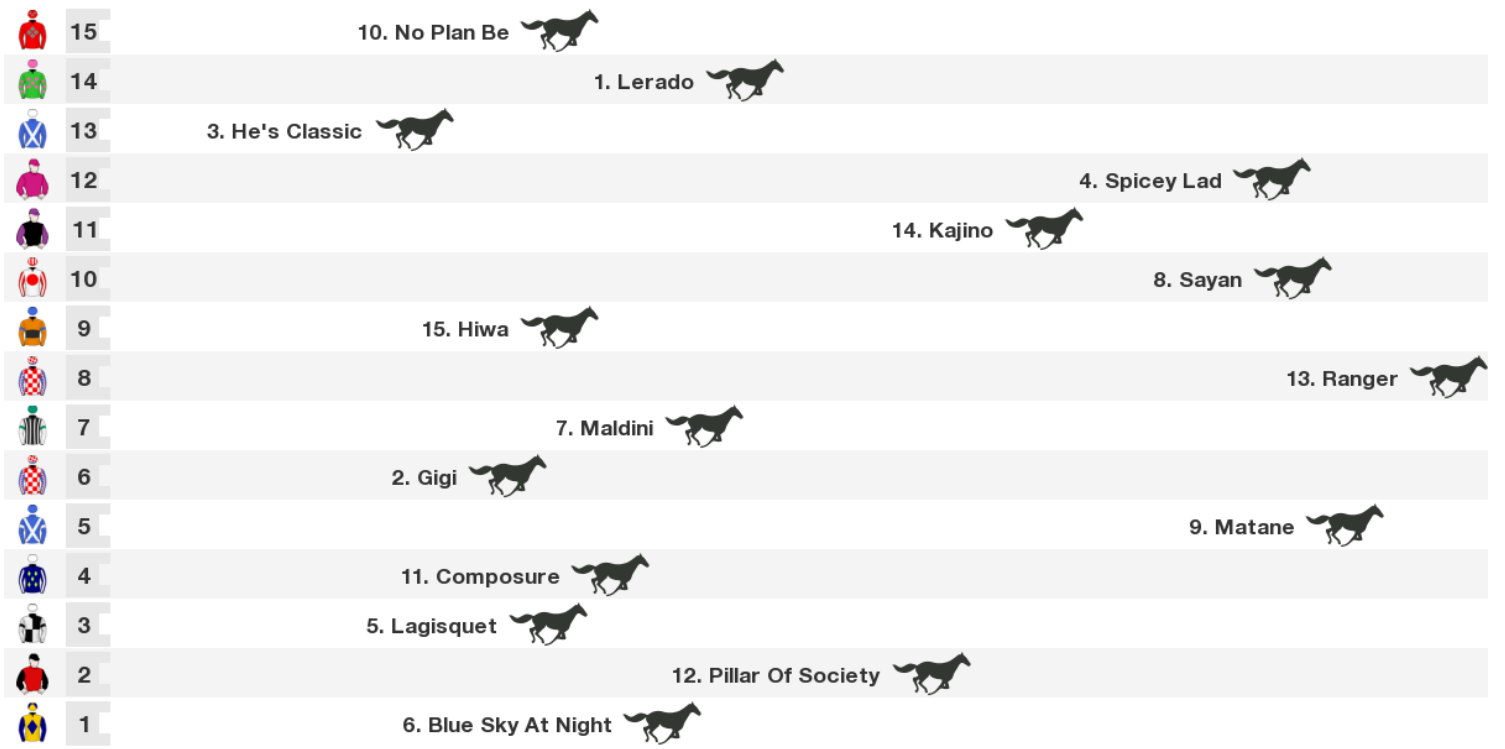 15 10. No Plan Be
14 1. Lerado
13 3. He's Classic
12 4. Spicey Lad
11 14. Kajino
10 8. Sayan
9 15. Hiwa
8 13. Ranger
7 7. Maldini
6 2. Gigi
5 9. Matane
4 11. Composure
3 5. Lagisquet
2 12. Pillar Of Society
1 6. Blue Sky At Night